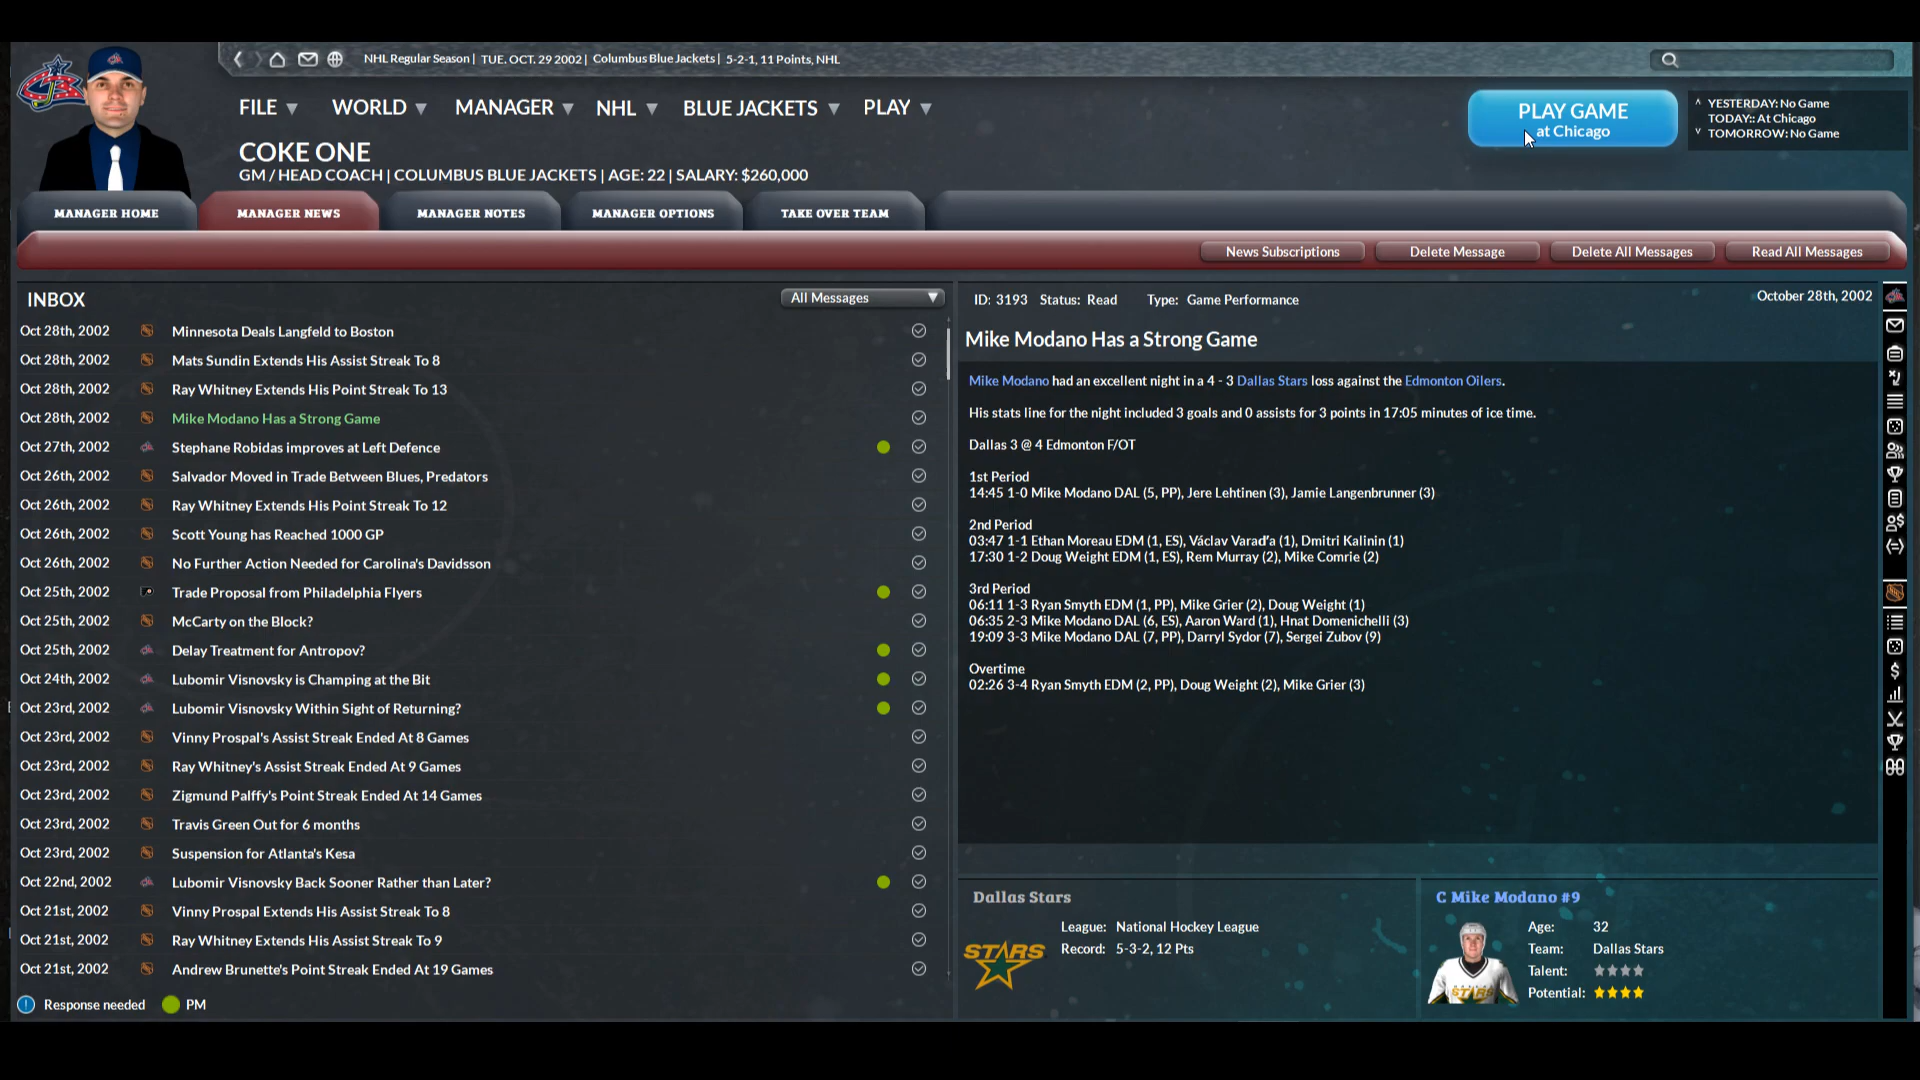 NHL Regular Season | TUE. OCT. 29 2002 | Columbus Blue Jackets | 5-2-1, 11 Points, NHL
FILE WORLD MANAGER NHL BLUE JACKETS PLAY
PLAY GAME
at Chicago
YESTERDAY: No Game
TODAY:: At Chicago
TOMORROW: No Game
COKE ONE
GM / HEAD COACH | COLUMBUS BLUE JACKETS | AGE: 22 | SALARY: $260,000
MANAGER HOME MANAGER NEWS MANAGER NOTES MANAGER OPTIONS TAKE OVER TEAM
News Subscriptions Delete Message Delete All Messages Read All Messages
INBOX All Messages
Oct 28th, 2002 Minnesota Deals Langfeld to Boston
Oct 28th, 2002 Mats Sundin Extends His Assist Streak To 8
Oct 28th, 2002 Ray Whitney Extends His Point Streak To 13
Oct 28th, 2002 Mike Modano Has a Strong Game
Oct 27th, 2002 Stephane Robidas improves at Left Defence
Oct 26th, 2002 Salvador Moved in Trade Between Blues, Predators
Oct 26th, 2002 Ray Whitney Extends His Point Streak To 12
Oct 26th, 2002 Scott Young has Reached 1000 GP
Oct 26th, 2002 No Further Action Needed for Carolina's Davidsson
Oct 25th, 2002 Trade Proposal from Philadelphia Flyers
Oct 25th, 2002 McCarty on the Block?
Oct 25th, 2002 Delay Treatment for Antropov?
Oct 24th, 2002 Lubomir Visnovsky is Champing at the Bit
Oct 23rd, 2002 Lubomir Visnovsky Within Sight of Returning?
Oct 23rd, 2002 Vinny Prospal's Assist Streak Ended At 8 Games
Oct 23rd, 2002 Ray Whitney's Assist Streak Ended At 9 Games
Oct 23rd, 2002 Zigmund Palffy's Point Streak Ended At 14 Games
Oct 23rd, 2002 Travis Green Out for 6 months
Oct 23rd, 2002 Suspension for Atlanta's Kesa
Oct 22nd, 2002 Lubomir Visnovsky Back Sooner Rather than Later?
Oct 21st, 2002 Vinny Prospal Extends His Assist Streak To 8
Oct 21st, 2002 Ray Whitney Extends His Assist Streak To 9
Oct 21st, 2002 Andrew Brunette's Point Streak Ended At 19 Games
Response needed PM
ID: 3193 Status: Read Type: Game Performance October 28th, 2002
Mike Modano Has a Strong Game
Mike Modano had an excellent night in a 4 - 3 Dallas Stars loss against the Edmonton Oilers.
His stats line for the night included 3 goals and 0 assists for 3 points in 17:05 minutes of ice time.
Dallas 3 @ 4 Edmonton F/OT
1st Period
14:45 1-0 Mike Modano DAL (5, PP), Jere Lehtinen (3), Jamie Langenbrunner (3)
2nd Period
03:47 1-1 Ethan Moreau EDM (1, ES), Václav Varaďa (1), Dmitri Kalinin (1)
17:30 1-2 Doug Weight EDM (1, ES), Rem Murray (2), Mike Comrie (2)
3rd Period
06:11 1-3 Ryan Smyth EDM (1, PP), Mike Grier (2), Doug Weight (1)
06:35 2-3 Mike Modano DAL (6, ES), Aaron Ward (1), Hnat Domenichelli (3)
19:09 3-3 Mike Modano DAL (7, PP), Darryl Sydor (7), Sergei Zubov (9)
Overtime
02:26 3-4 Ryan Smyth EDM (2, PP), Doug Weight (2), Mike Grier (3)
Dallas Stars
League: National Hockey League
Record: 5-3-2, 12 Pts
STARS
C Mike Modano #9
Age: 32
Team: Dallas Stars
Talent:
Potential:
STARS